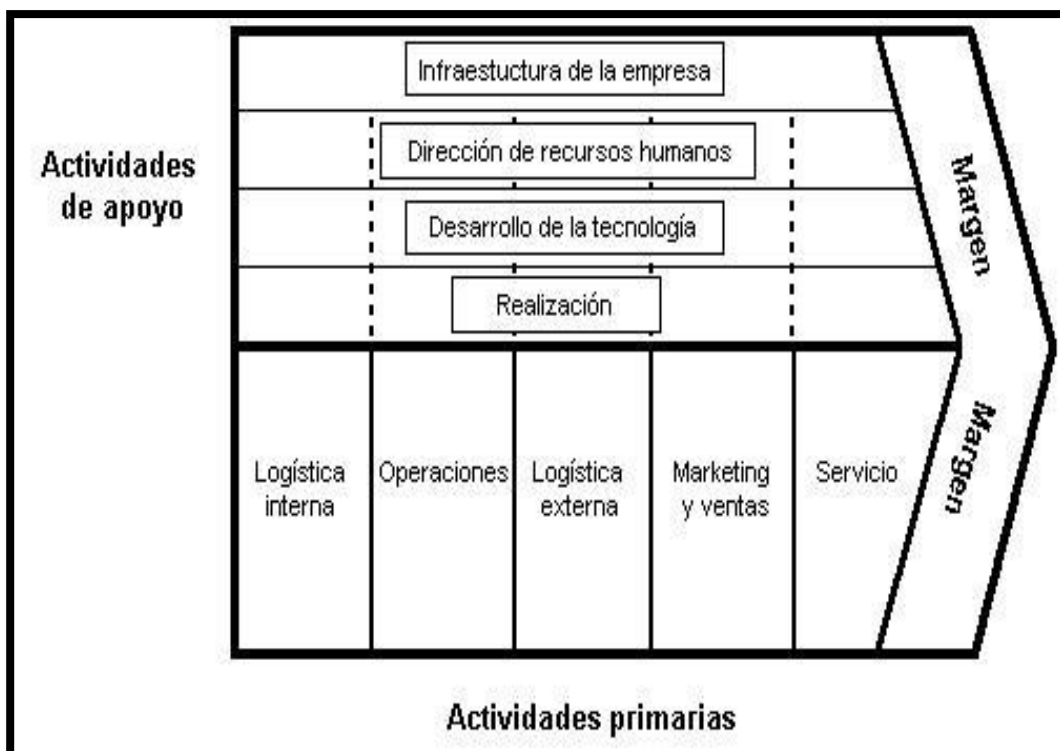 Infraestuctura de la empresa
Dirección de recursos humanos
Actividades
de apoyo
Desarrollo de la tecnología
Realización
Margen
Margen
Logística
interna
Operaciones
Logística
externa
Marketing
y ventas
Servicio
Actividades primarias